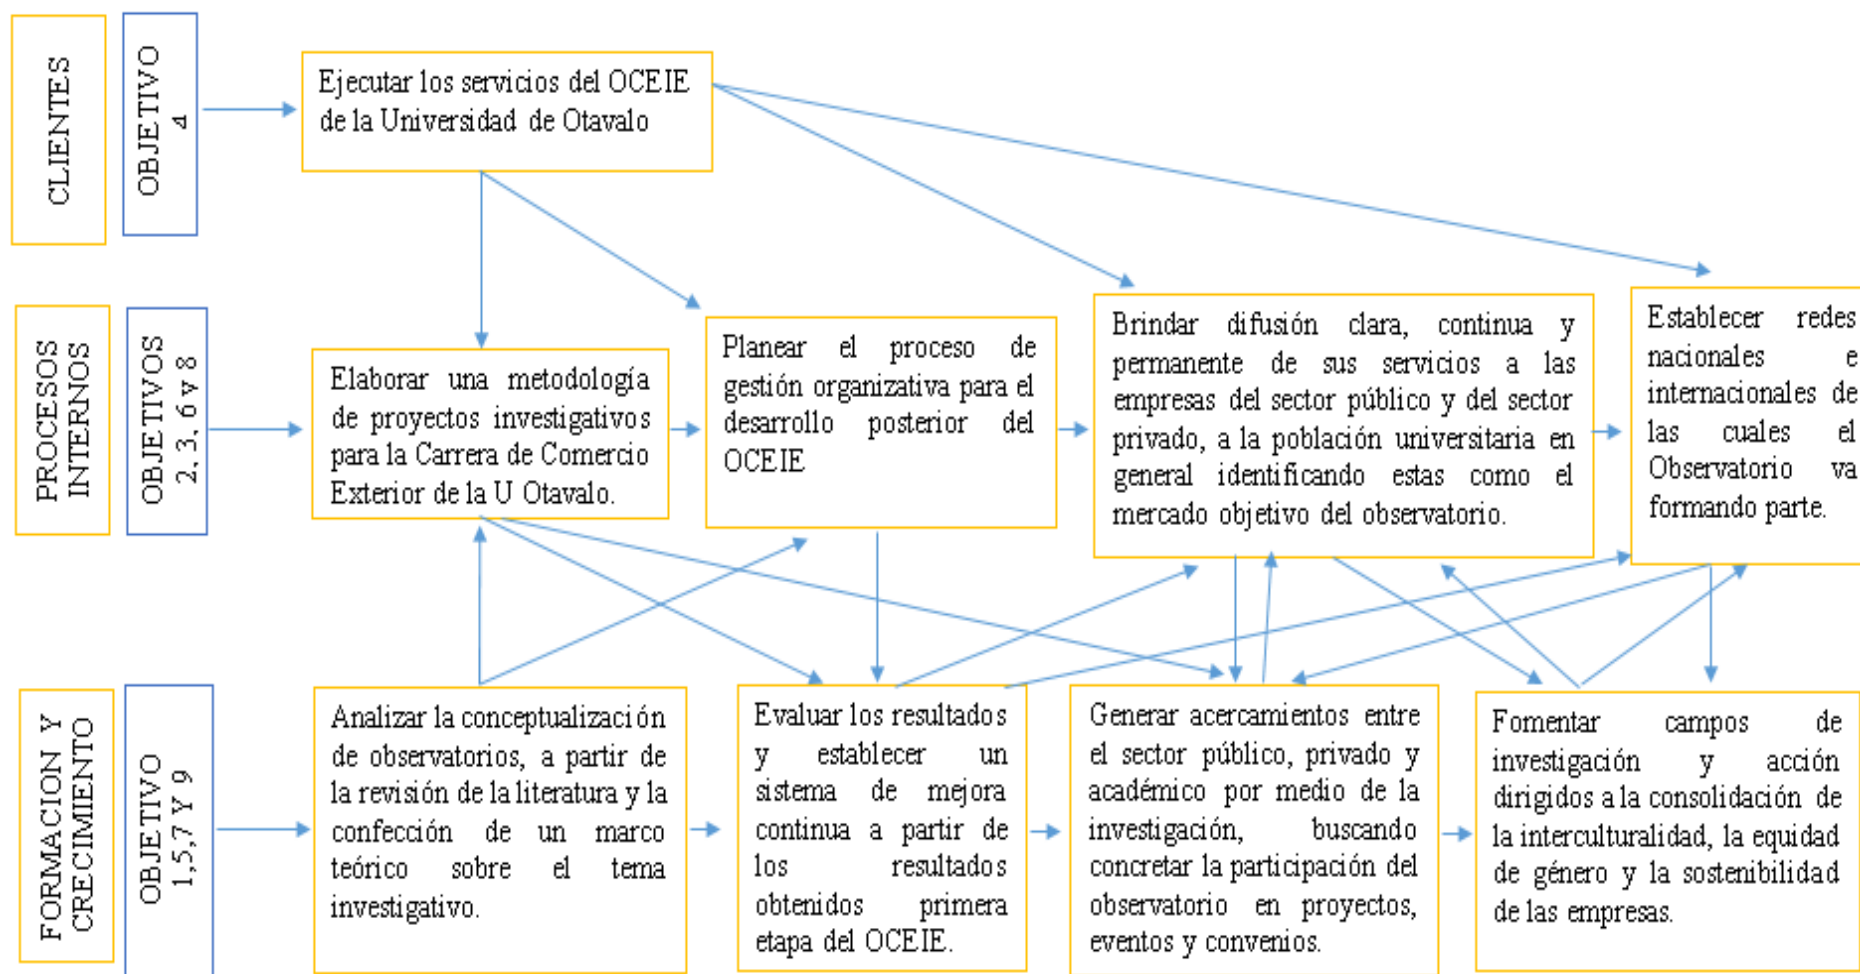 CLIENTES
OBJETIVO
4
Ejecutar los servicios del OCEIE
de la Universidad de Otavalo
PROCESOS
INTERNOS
OBJETIVOS
2, 3, 6 y 8
Elaborar una metodología
de proyectos investigativos
para la Carrera de Comercio
Exterior de la U Otavalo.
Planear el proceso de
gestión organizativa para el
desarrollo posterior del
OCEIE
Brindar difusión clara, continua y
permanente de sus servicios a las
empresas del sector público y del sector
privado, a la población universitaria en
general identificando estas como el
mercado objetivo del observatorio.
Establecer redes
nacionales e
internacionales de
las cuales el
Observatorio va
formando parte.
FORMACION Y
CRECIMIENTO
OBJETIVO
1,5,7 Y 9
Analizar la conceptualización
de observatorios, a partir de
la revisión de la literatura y la
confección de un marco
teórico sobre el tema
investigativo.
Evaluar los resultados
y establecer un
sistema de mejora
continua a partir de
los resultados
obtenidos primera
etapa del OCEIE.
Generar acercamientos entre
el sector público, privado y
académico por medio de la
investigación, buscando
concretar la participación del
observatorio en proyectos,
eventos y convenios.
Fomentar campos de
investigación y acción
dirigidos a la consolidación de
la interculturalidad, la equidad
de género y la sostenibilidad
de las empresas.